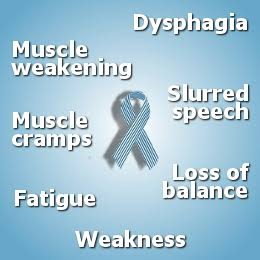 Dysphagia
Muscle
weakening
Slurred
speech
Muscle
cramps
Loss of
balance
Fatigue
Weakness